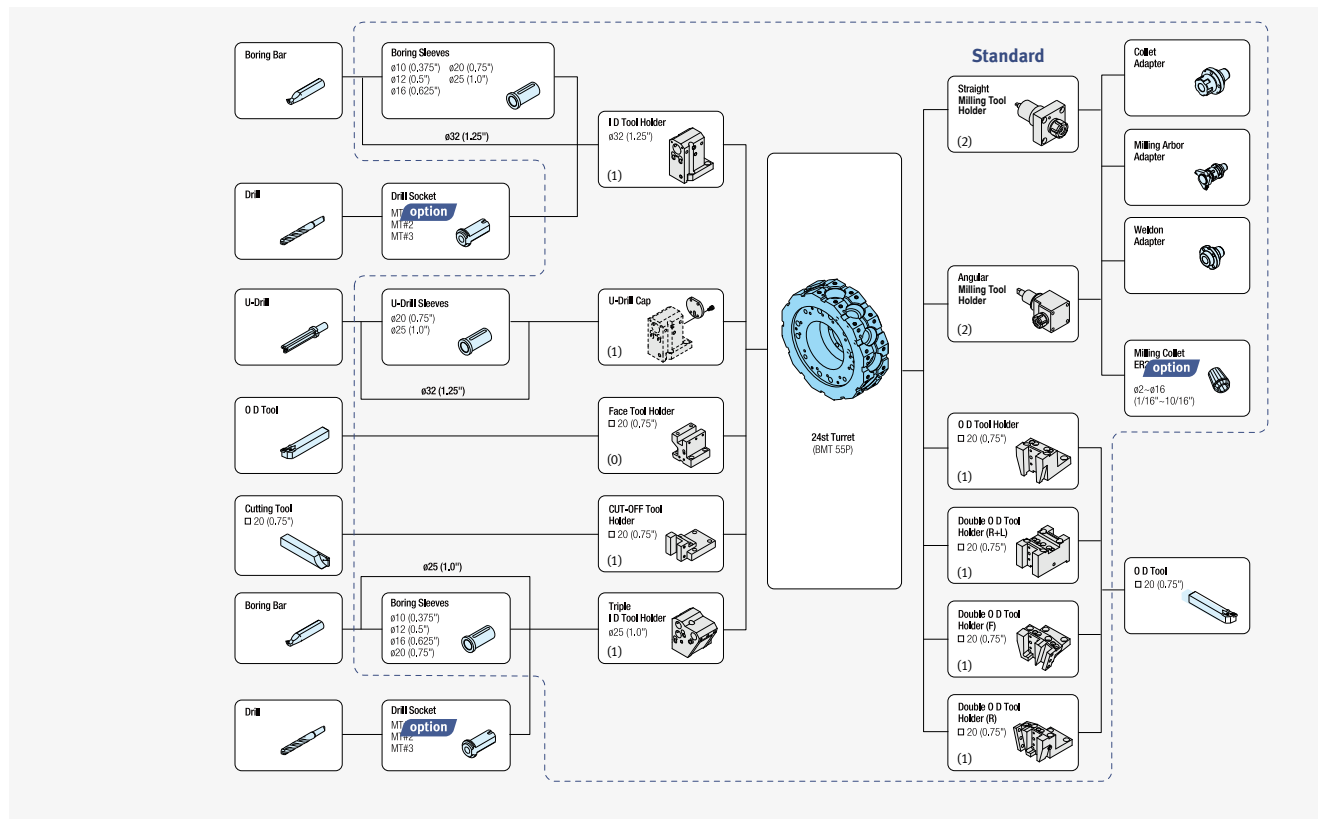 Standard
Boring Bar
Boring Sleeves
ø10 (0.375") ø20 (0.75")
ø12 (0.5") ø25 (1.0")
ø16 (0.625")
ø32 (1.25")
I D Tool Holder
ø32 (1.25")
(1)
Drill
Drill Socket
option
MT#2
MT#3
U-Drill
U-Drill Sleeves
ø20 (0.75")
ø25 (1.0")
ø32 (1.25")
U-Drill Cap
(1)
O D Tool
Face Tool Holder
□ 20 (0.75")
(0)
Cutting Tool
□ 20 (0.75")
CUT-OFF Tool
Holder
□ 20 (0.75")
(1)
ø25 (1.0")
Boring Bar
Boring Sleeves
ø10 (0.375")
ø12 (0.5")
ø16 (0.625")
ø20 (0.75")
Triple
I D Tool Holder
ø25 (1.0")
(1)
Drill
Drill Socket
option
MT#2
MT#3
24st Turret
(BMT 55P)
Straight
Milling Tool
Holder
(2)
Angular
Milling Tool
Holder
(2)
O D Tool Holder
□ 20 (0.75")
(1)
Double O D Tool
Holder (R+L)
□ 20 (0.75")
(1)
Double O D Tool
Holder (F)
□ 20 (0.75")
(1)
Double O D Tool
Holder (R)
□ 20 (0.75")
(1)
Collet
Adapter
Milling Arbor
Adapter
Weldon
Adapter
Milling Collet
option
ø2~ø16
(1/16"~10/16")
O D Tool
□ 20 (0.75")